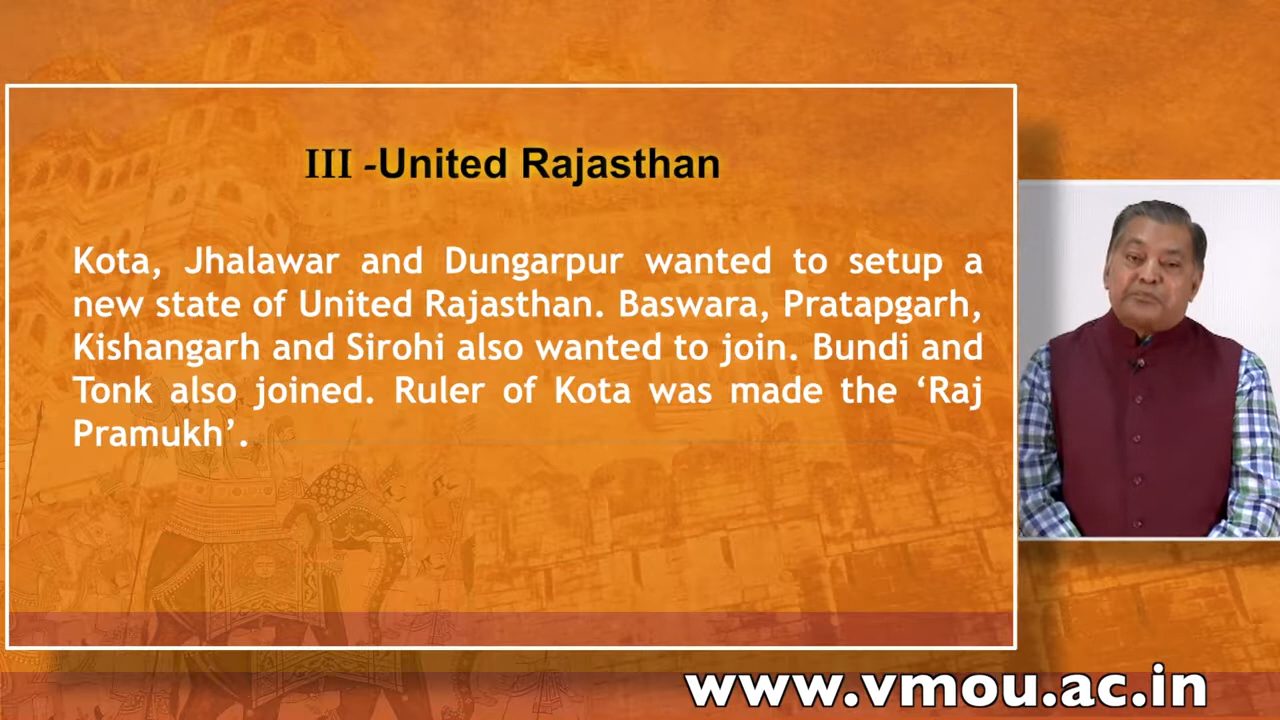 III -United Rajasthan
Kota, Jhalawar and Dungarpur wanted to setup a
new state of United Rajasthan. Baswara, Pratapgarh,
Kishangarh and Sirohi also wanted to join. Bundi and
Tonk also joined. Ruler of Kota was made the ‘Raj
Pramukh’.
www.vmou.ac.in